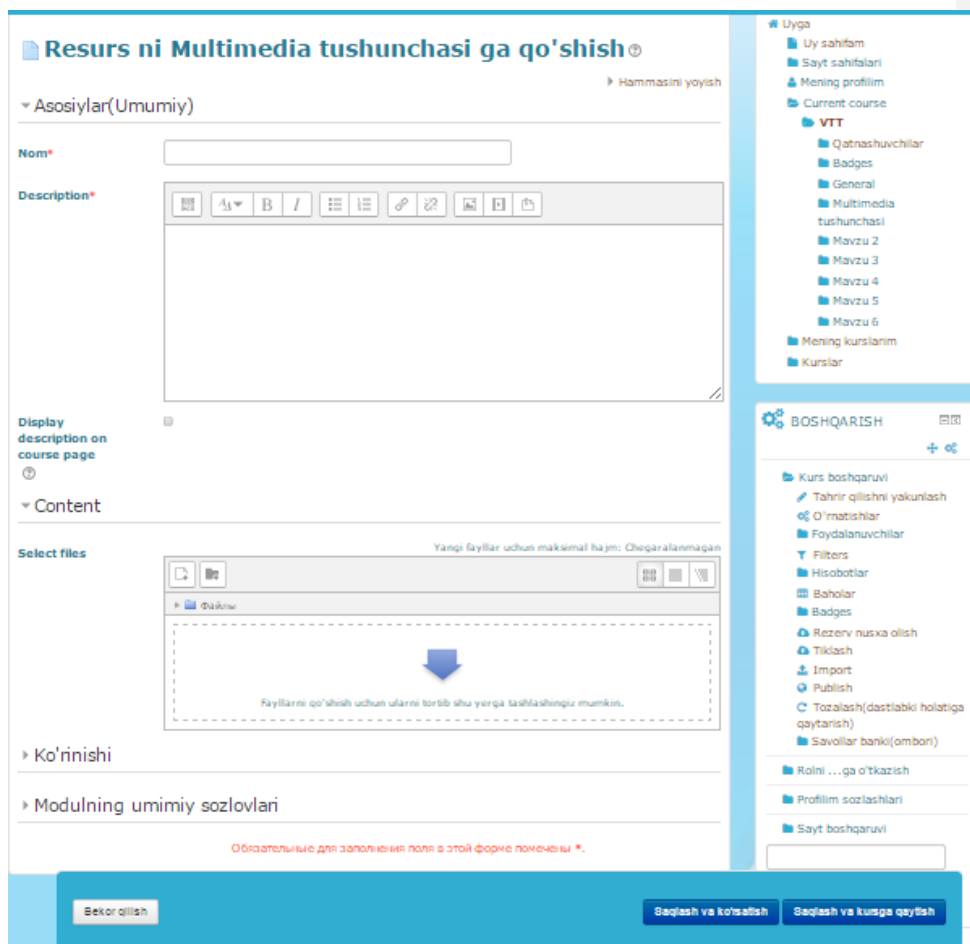 Resurs ni Multimedia tushunchasi ga qo'shish
Hammasini yoyish
Asosiylar(Umumiy)
Nom*
Description*
B
I
Display
description on
course page
Content
Select files
Yangi fayllar uchun maksimal hajm: Chegaralanmagan
Файлы
Fayllarni qo'shish uchun ularni tortib shu yerga tashlashingiz mumkin.
Ko'rinishi
Modulning umimiy sozlovlari
Обязательные для заполнения поля в этой форме помечены *.
Bekor qilish
Saqlash va ko'rsatish
Saqlash va kursga qaytish
Uyga
Uy sahifam
Sayt sahifalari
Mening profilim
Current course
VTT
Qatnashuvchilar
Badges
General
Multimedia
tushunchasi
Mavzu 2
Mavzu 3
Mavzu 4
Mavzu 5
Mavzu 6
Mening kurslarim
Kurslar
BOSHQARISH
Kurs boshqaruvi
Tahrir qilishni yakunlash
O'rnatishlar
Foydalanuvchilar
Filters
Hisobotlar
Baholar
Badges
Rezerv nusxa olish
Tiklash
Import
Publish
Tozalash(dastlabki holatiga
qaytarish)
Savollar banki(ombori)
Rolni ...ga o'tkazish
Profilim sozlashlari
Sayt boshqaruvi